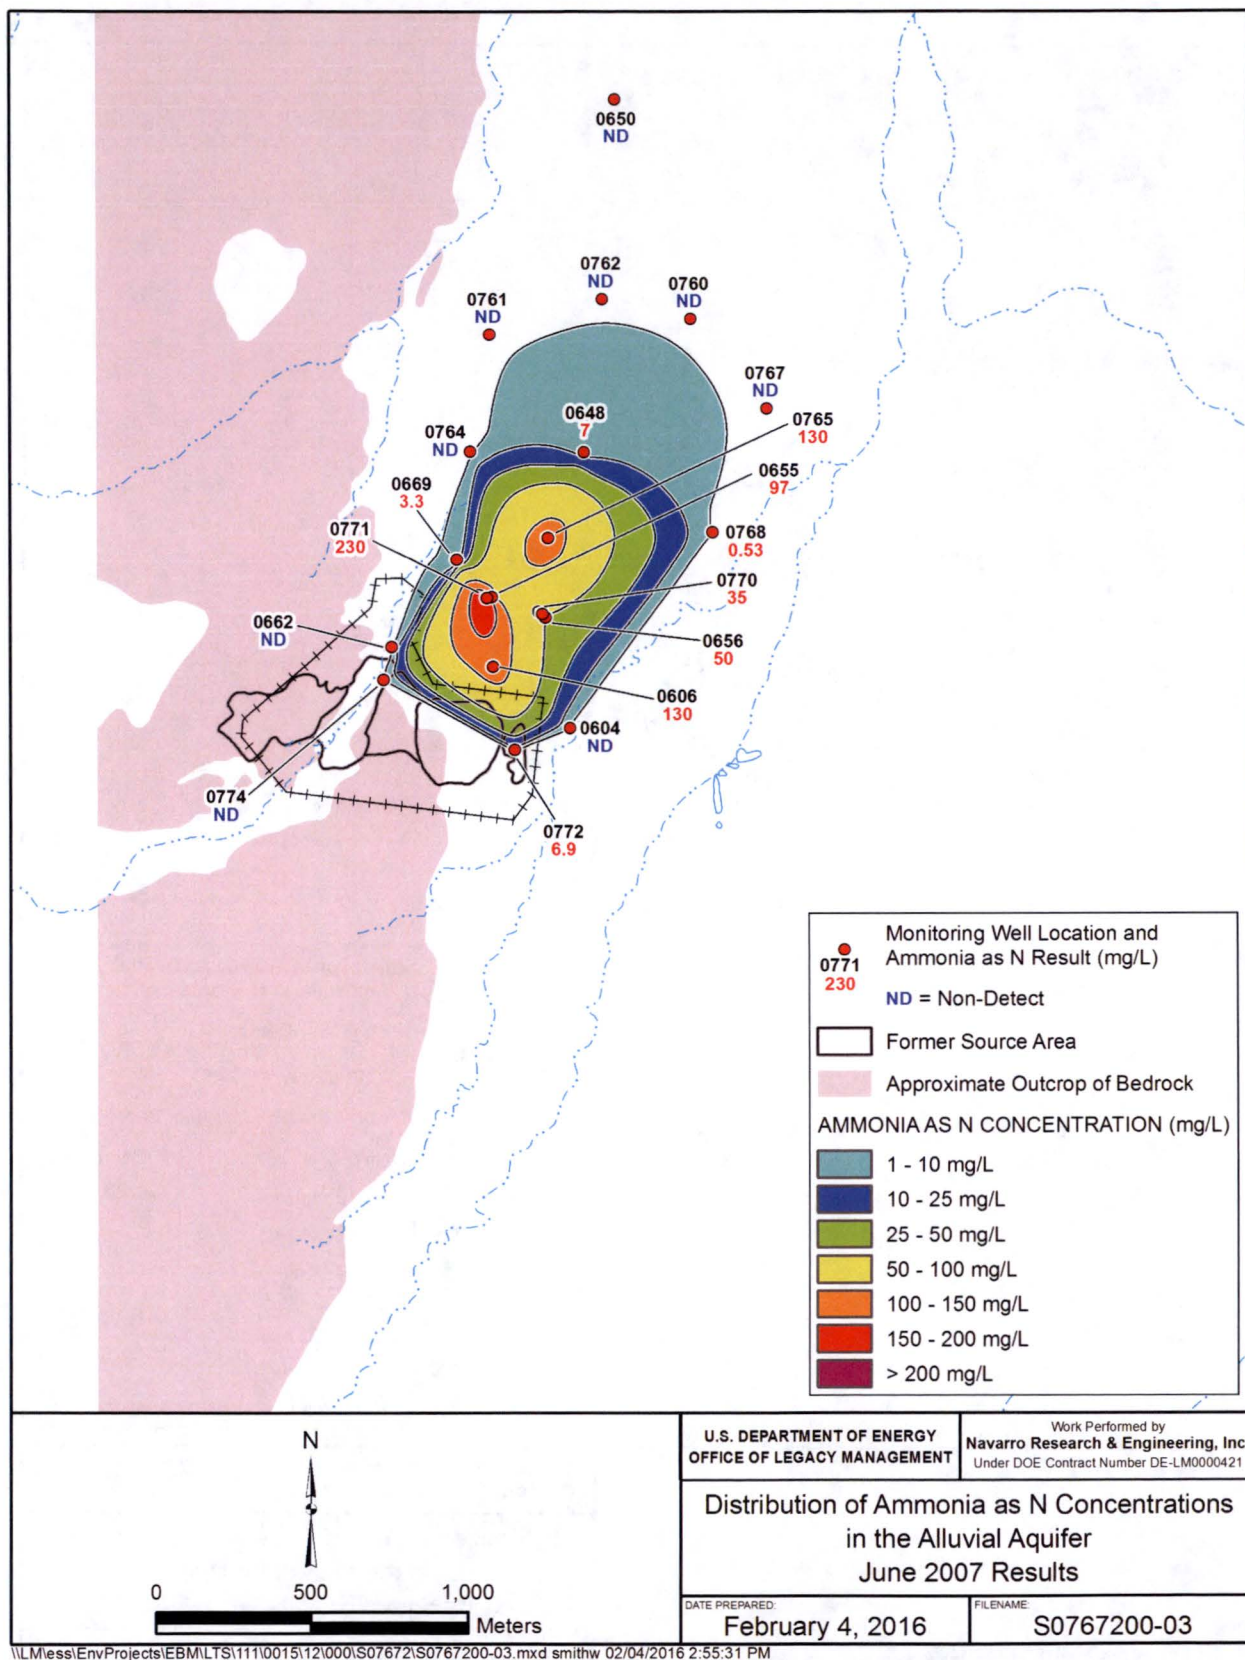 0650
ND
0762
ND
0760
ND
0761
ND
0767
ND
0648
7
0765
130
0764
ND
0655
97
0669
3.3
0771
230
0768
0.53
0770
35
0662
ND
0656
50
0606
130
0604
ND
0774
ND
0772
6.9
Monitoring Well Location and
Ammonia as N Result (mg/L)
0771
230
ND = Non-Detect
Former Source Area
Approximate Outcrop of Bedrock
AMMONIA AS N CONCENTRATION (mg/L)
1 - 10 mg/L
10 - 25 mg/L
25 - 50 mg/L
50 - 100 mg/L
100 - 150 mg/L
150 - 200 mg/L
> 200 mg/L
N
0 500 1,000
Meters
U.S. DEPARTMENT OF ENERGY
OFFICE OF LEGACY MANAGEMENT
Work Performed by
Navarro Research & Engineering, Inc
Under DOE Contract Number DE-LM0000421
Distribution of Ammonia as N Concentrations
in the Alluvial Aquifer
June 2007 Results
DATE PREPARED:
February 4, 2016
FILENAME:
S0767200-03
\\LM\ess\EnvProjects\EBM\LTS\111\0015\12\000\S07672\S0767200-03.mxd smithw 02/04/2016 2:55:31 PM